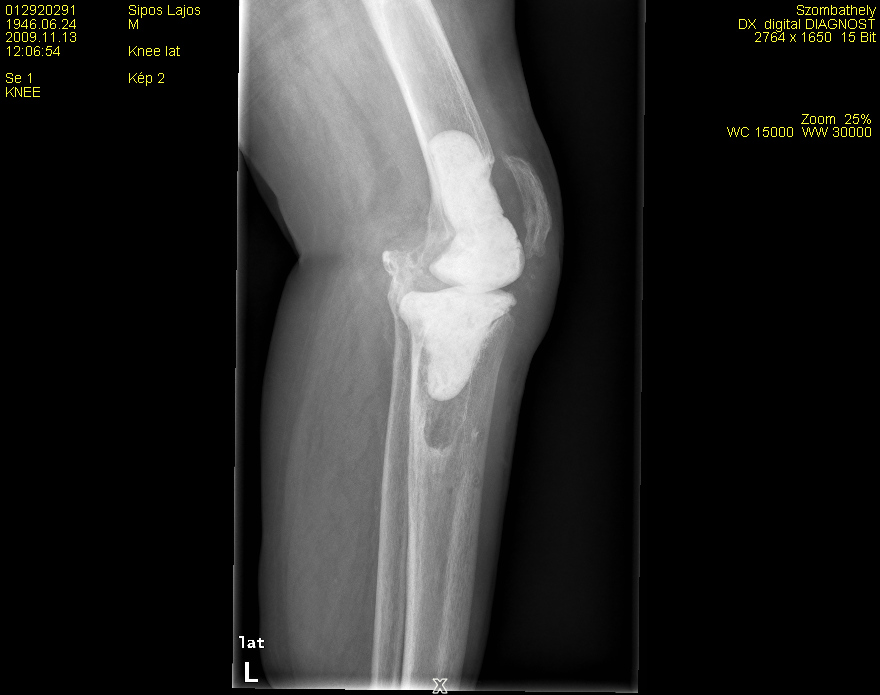 012920291 Sipos Lajos
1946.06.24 M
2009.11.13
12:06:54 Knee lat
Se 1 Kép 2
KNEE
Szombathely
DX digital DIAGNOST
2764 x 1650 15 Bit
Zoom 25%
WC 15000 WW 30000
lat
L
X